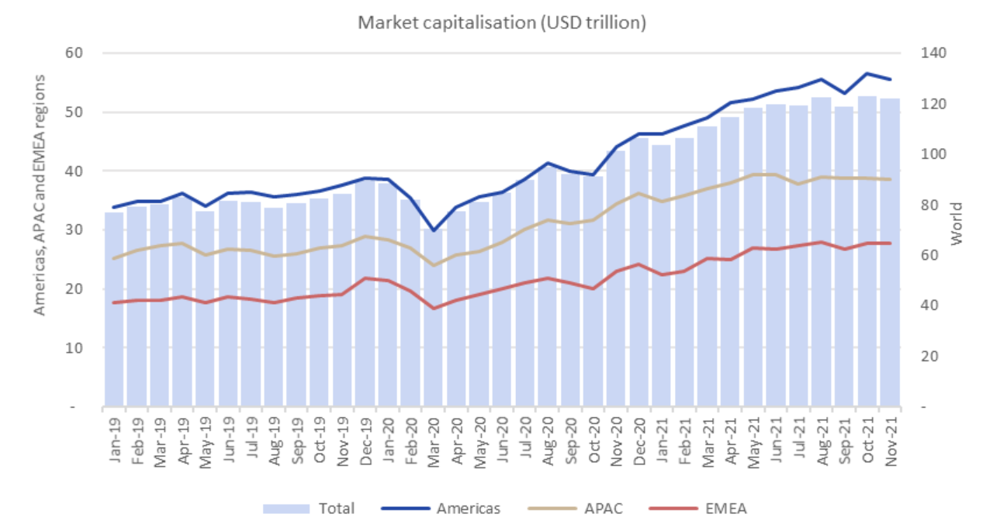 Market capitalisation (USD trillion)
Americas, APAC and EMEA regions
60
50
40
30
20
10
-
140
120
100
80
60
40
20
-
World
Jan-19
Feb-19
Mar-19
Apr-19
May-19
Jun-19
Jul-19
Aug-19
Sep-19
Oct-19
Nov-19
Dec-19
Jan-20
Feb-20
Mar-20
Apr-20
May-20
Jun-20
Jul-20
Aug-20
Sep-20
Oct-20
Nov-20
Dec-20
Jan-21
Feb-21
Mar-21
Apr-21
May-21
Jun-21
Jul-21
Aug-21
Sep-21
Oct-21
Nov-21
Total Americas APAC EMEA